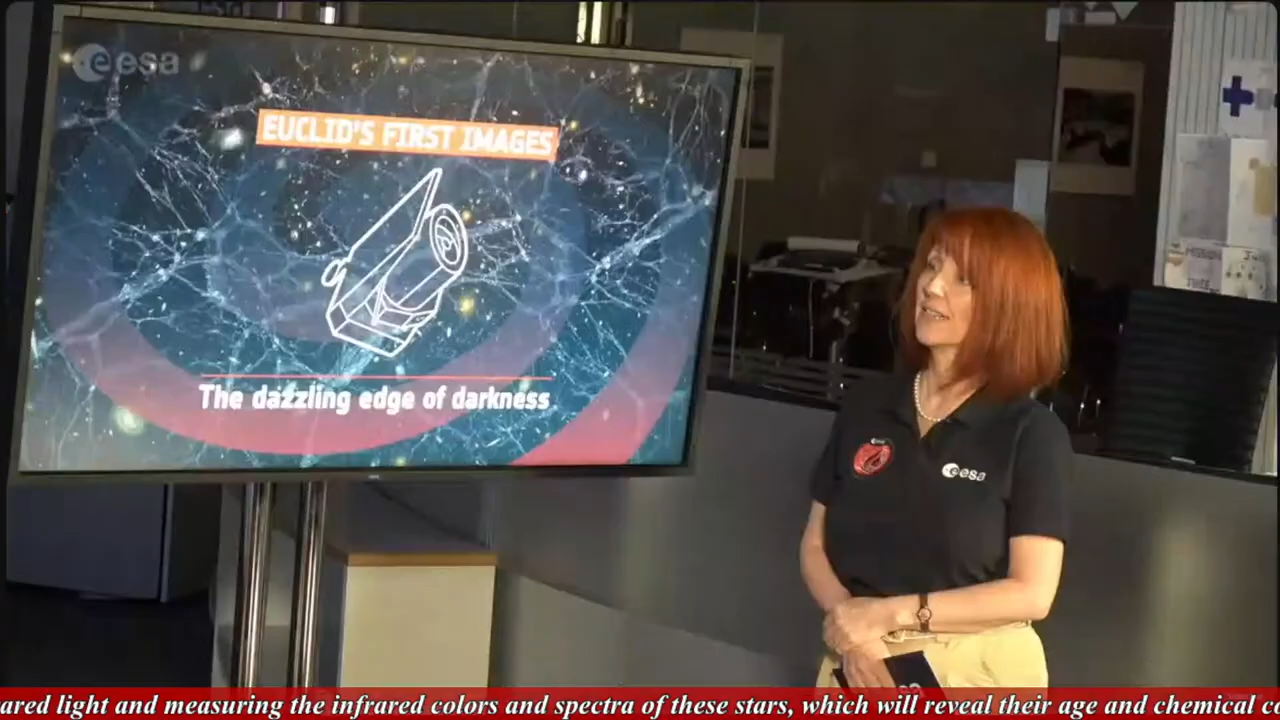 esa
EUCLID'S FIRST IMAGES
The dazzling edge of darkness
esa
ared light and measuring the infrared colors and spectra of these stars, which will reveal their age and chemical co